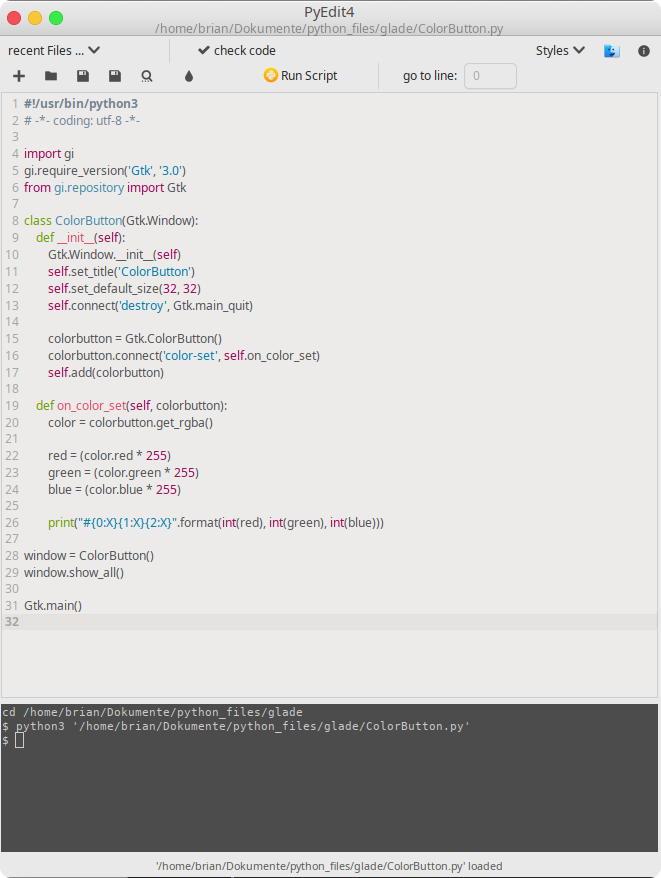 PyEdit4
/home/brian/Dokumente/python_files/glade/ColorButton.py
recent Files ... check code Styles
Run Script go to line: 0
1 #!/usr/bin/python3
2 # -*- coding: utf-8 -*-
3
4 import gi
5 gi.require_version('Gtk', '3.0')
6 from gi.repository import Gtk
7
8 class ColorButton(Gtk.Window):
9 def __init__(self):
10 Gtk.Window.__init__(self)
11 self.set_title('ColorButton')
12 self.set_default_size(32, 32)
13 self.connect('destroy', Gtk.main_quit)
14
15 colorbutton = Gtk.ColorButton()
16 colorbutton.connect('color-set', self.on_color_set)
17 self.add(colorbutton)
18
19 def on_color_set(self, colorbutton):
20 color = colorbutton.get_rgba()
21
22 red = (color.red * 255)
23 green = (color.green * 255)
24 blue = (color.blue * 255)
25
26 print("#{0:X}{1:X}{2:X}".format(int(red), int(green), int(blue)))
27
28 window = ColorButton()
29 window.show_all()
30
31 Gtk.main()
32
cd /home/brian/Dokumente/python_files/glade
$ python3 '/home/brian/Dokumente/python_files/glade/ColorButton.py'
$
'/home/brian/Dokumente/python_files/glade/ColorButton.py' loaded